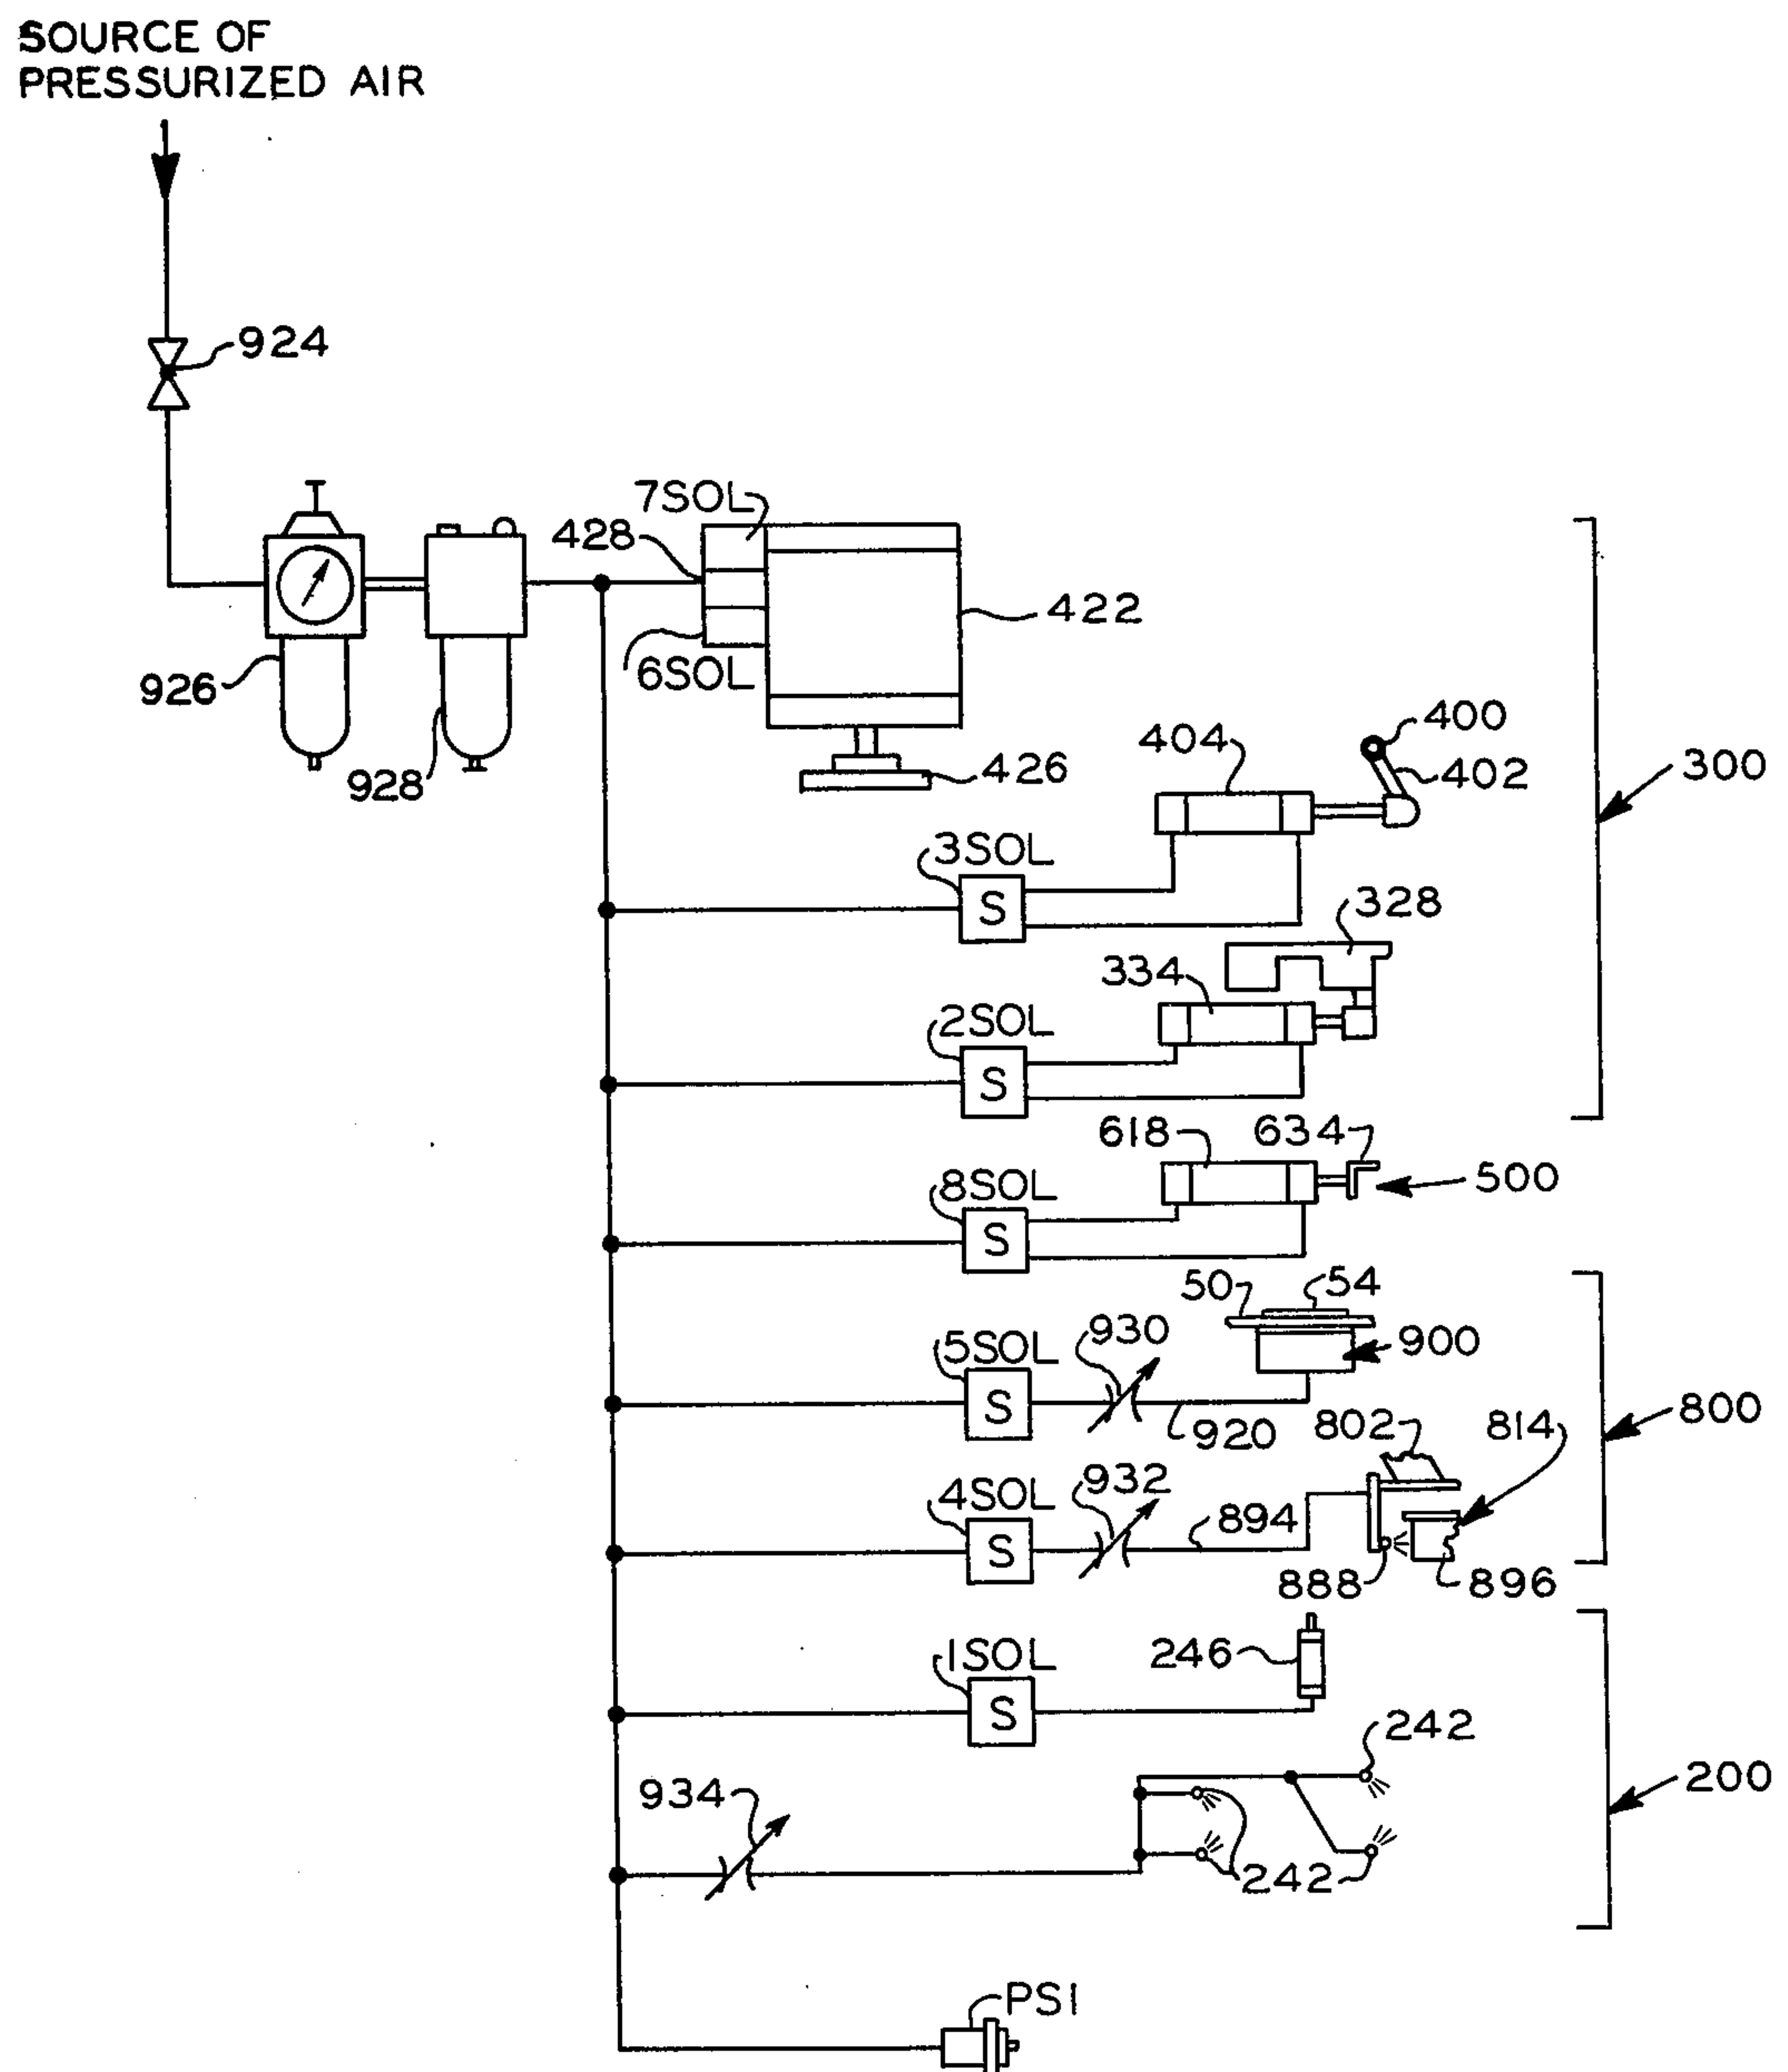 SOURCE OF
PRESSURIZED AIR
924
7SOL
428
422
6SOL
926
928
426
400
404
402
300
3SOL
S
328
334
2SOL
S
618
634
500
8SOL
S
50
54
930
900
5SOL
S
920
802
814
800
932
4SOL
S
894
888
896
1SOL
246
S
242
934
200
242
PS1